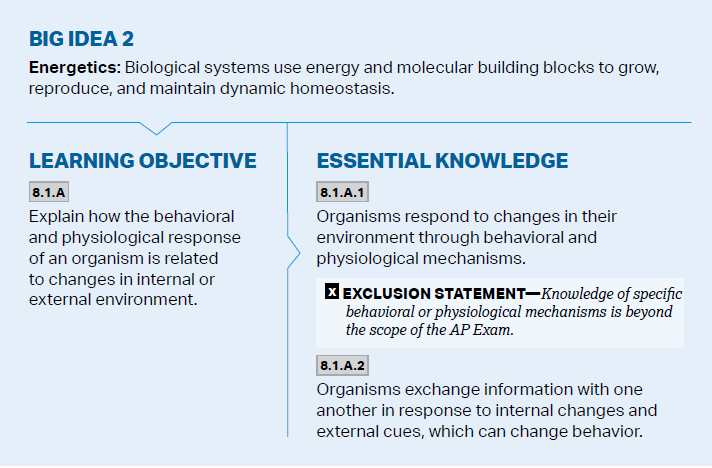 BIG IDEA 2
Energetics: Biological systems use energy and molecular building blocks to grow,
reproduce, and maintain dynamic homeostasis.
LEARNING OBJECTIVE
8.1.A
Explain how the behavioral
and physiological response
of an organism is related
to changes in internal or
external environment.
ESSENTIAL KNOWLEDGE
8.1.A.1
Organisms respond to changes in their
environment through behavioral and
physiological mechanisms.
X EXCLUSION STATEMENT—Knowledge of specific
behavioral or physiological mechanisms is beyond
the scope of the AP Exam.
8.1.A.2
Organisms exchange information with one
another in response to internal changes and
external cues, which can change behavior.